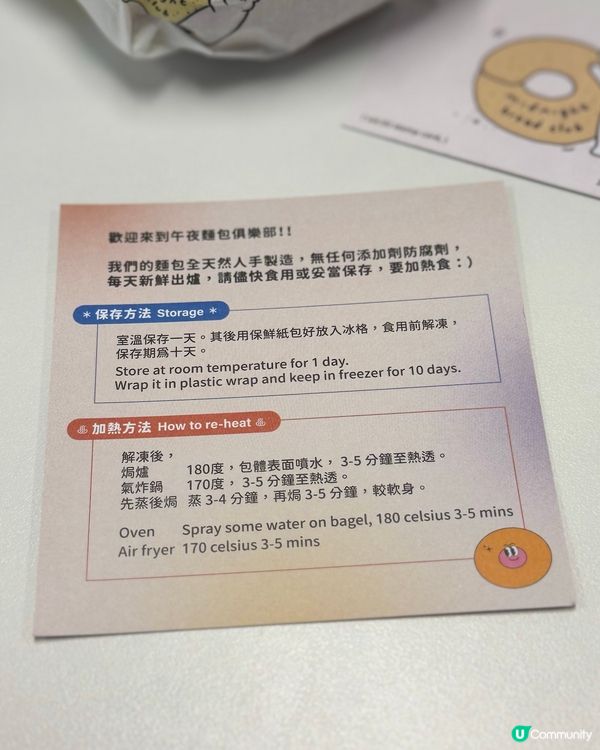 midnight
bread club
歡迎來到午夜麵包俱樂部!!
我們的麵包全天然人手製造，無任何添加劑防腐劑，
每天新鮮出爐，請儘快食用或妥當保存，要加熱食：）
＊保存方法 Storage ＊
室溫保存一天。其後用保鮮紙包好放入冰格，食用前解凍，
保存期爲十天。
Store at room temperature for 1 day.
Wrap it in plastic wrap and keep in freezer for 10 days.
♨ 加熱方法 How to re-heat ♨
解凍後，
焗爐 180度，包體表面噴水， 3-5 分鐘至熱透。
氣炸鍋 170度， 3-5 分鐘至熱透。
先蒸後焗 蒸 3-4 分鐘，再焗 3-5 分鐘，較軟身。
Oven Spray some water on bagel, 180 celsius 3-5 mins
Air fryer 170 celsius 3-5 mins
U Community